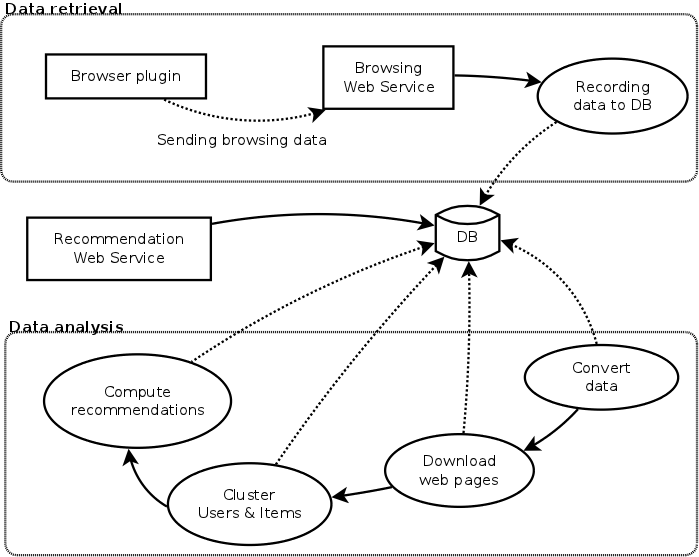 Data retrieval
Browser plugin
Browsing
Web Service
Recording
data to DB
Sending browsing data
Recommendation
Web Service
DB
Data analysis
Compute
recommendations
Convert
data
Download
web pages
Cluster
Users & Items